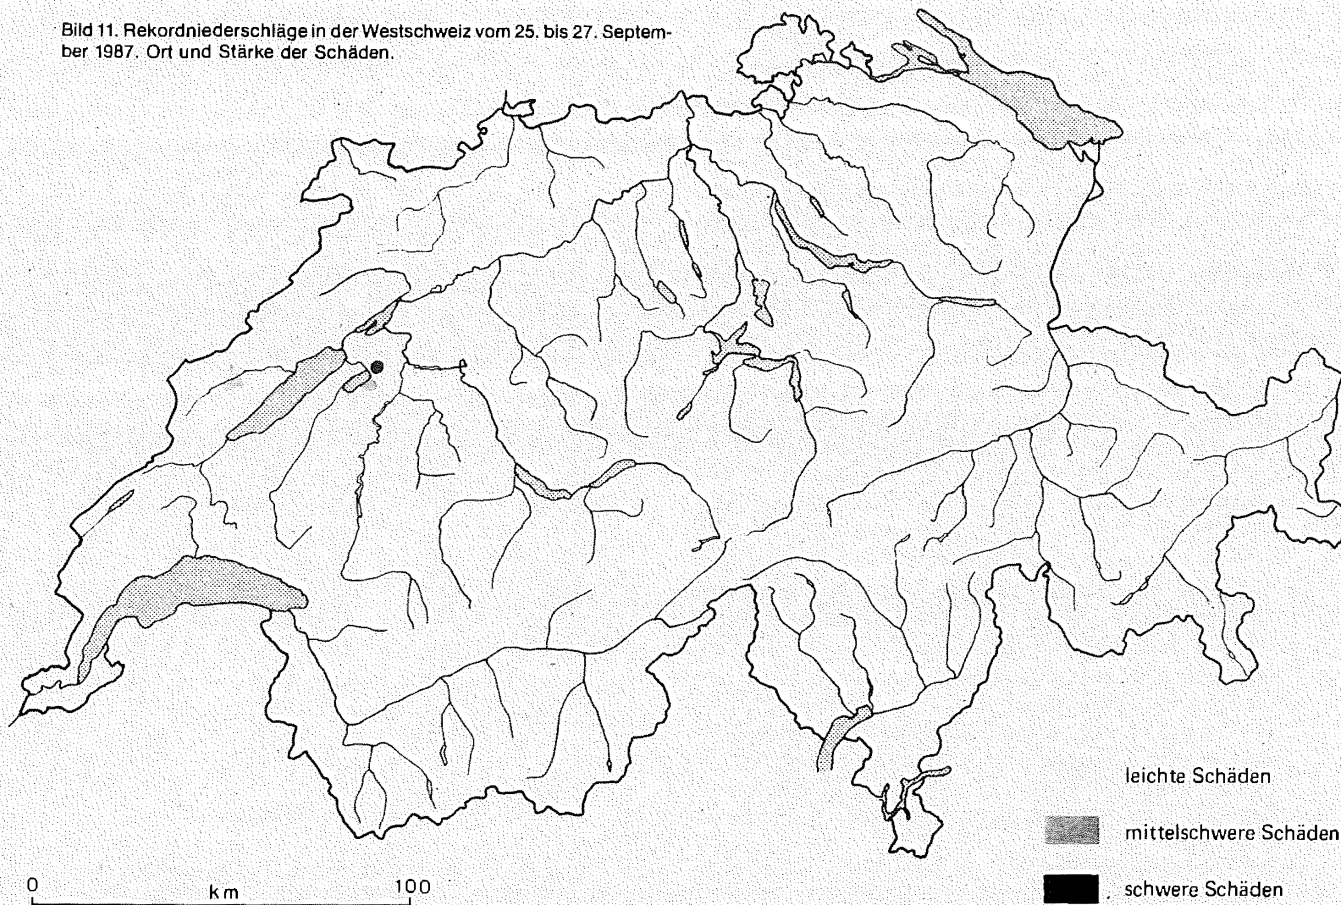 Bild 11. Rekordniederschläge in der Westschweiz vom 25. bis 27. Septem-
ber 1987. Ort und Stärke der Schäden.
leichte Schäden
mittelschwere Schäden
schwere Schäden
0 km 100